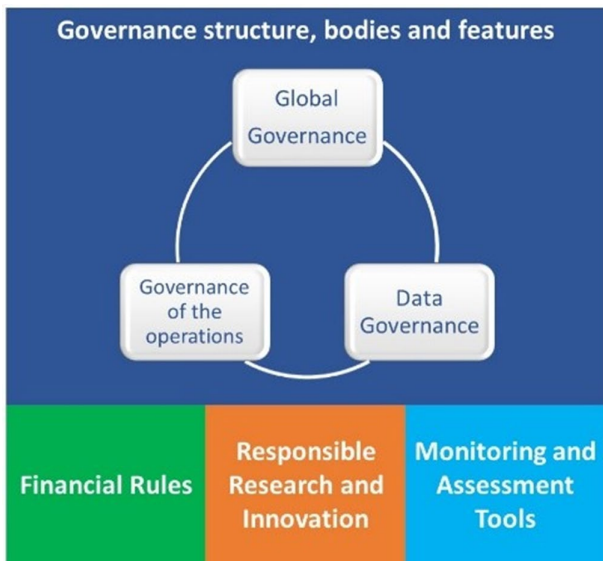 Governance structure, bodies and features
Global
Governance
Governance
of the
operations
Data
Governance
Financial Rules
Responsible
Research and
Innovation
Monitoring and
Assessment
Tools